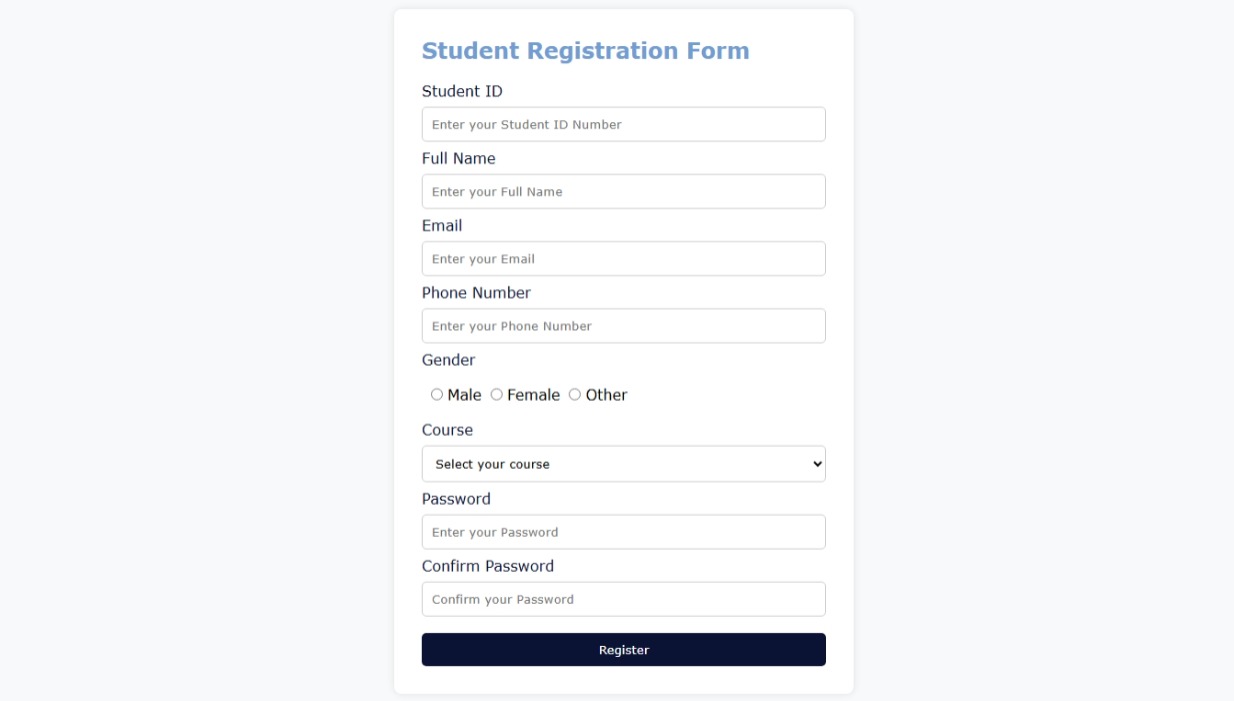 Student Registration Form
Student ID
Enter your Student ID Number
Full Name
Enter your Full Name
Email
Enter your Email
Phone Number
Enter your Phone Number
Gender
Male Female Other
Course
Select your course
Password
Enter your Password
Confirm Password
Confirm your Password
Register